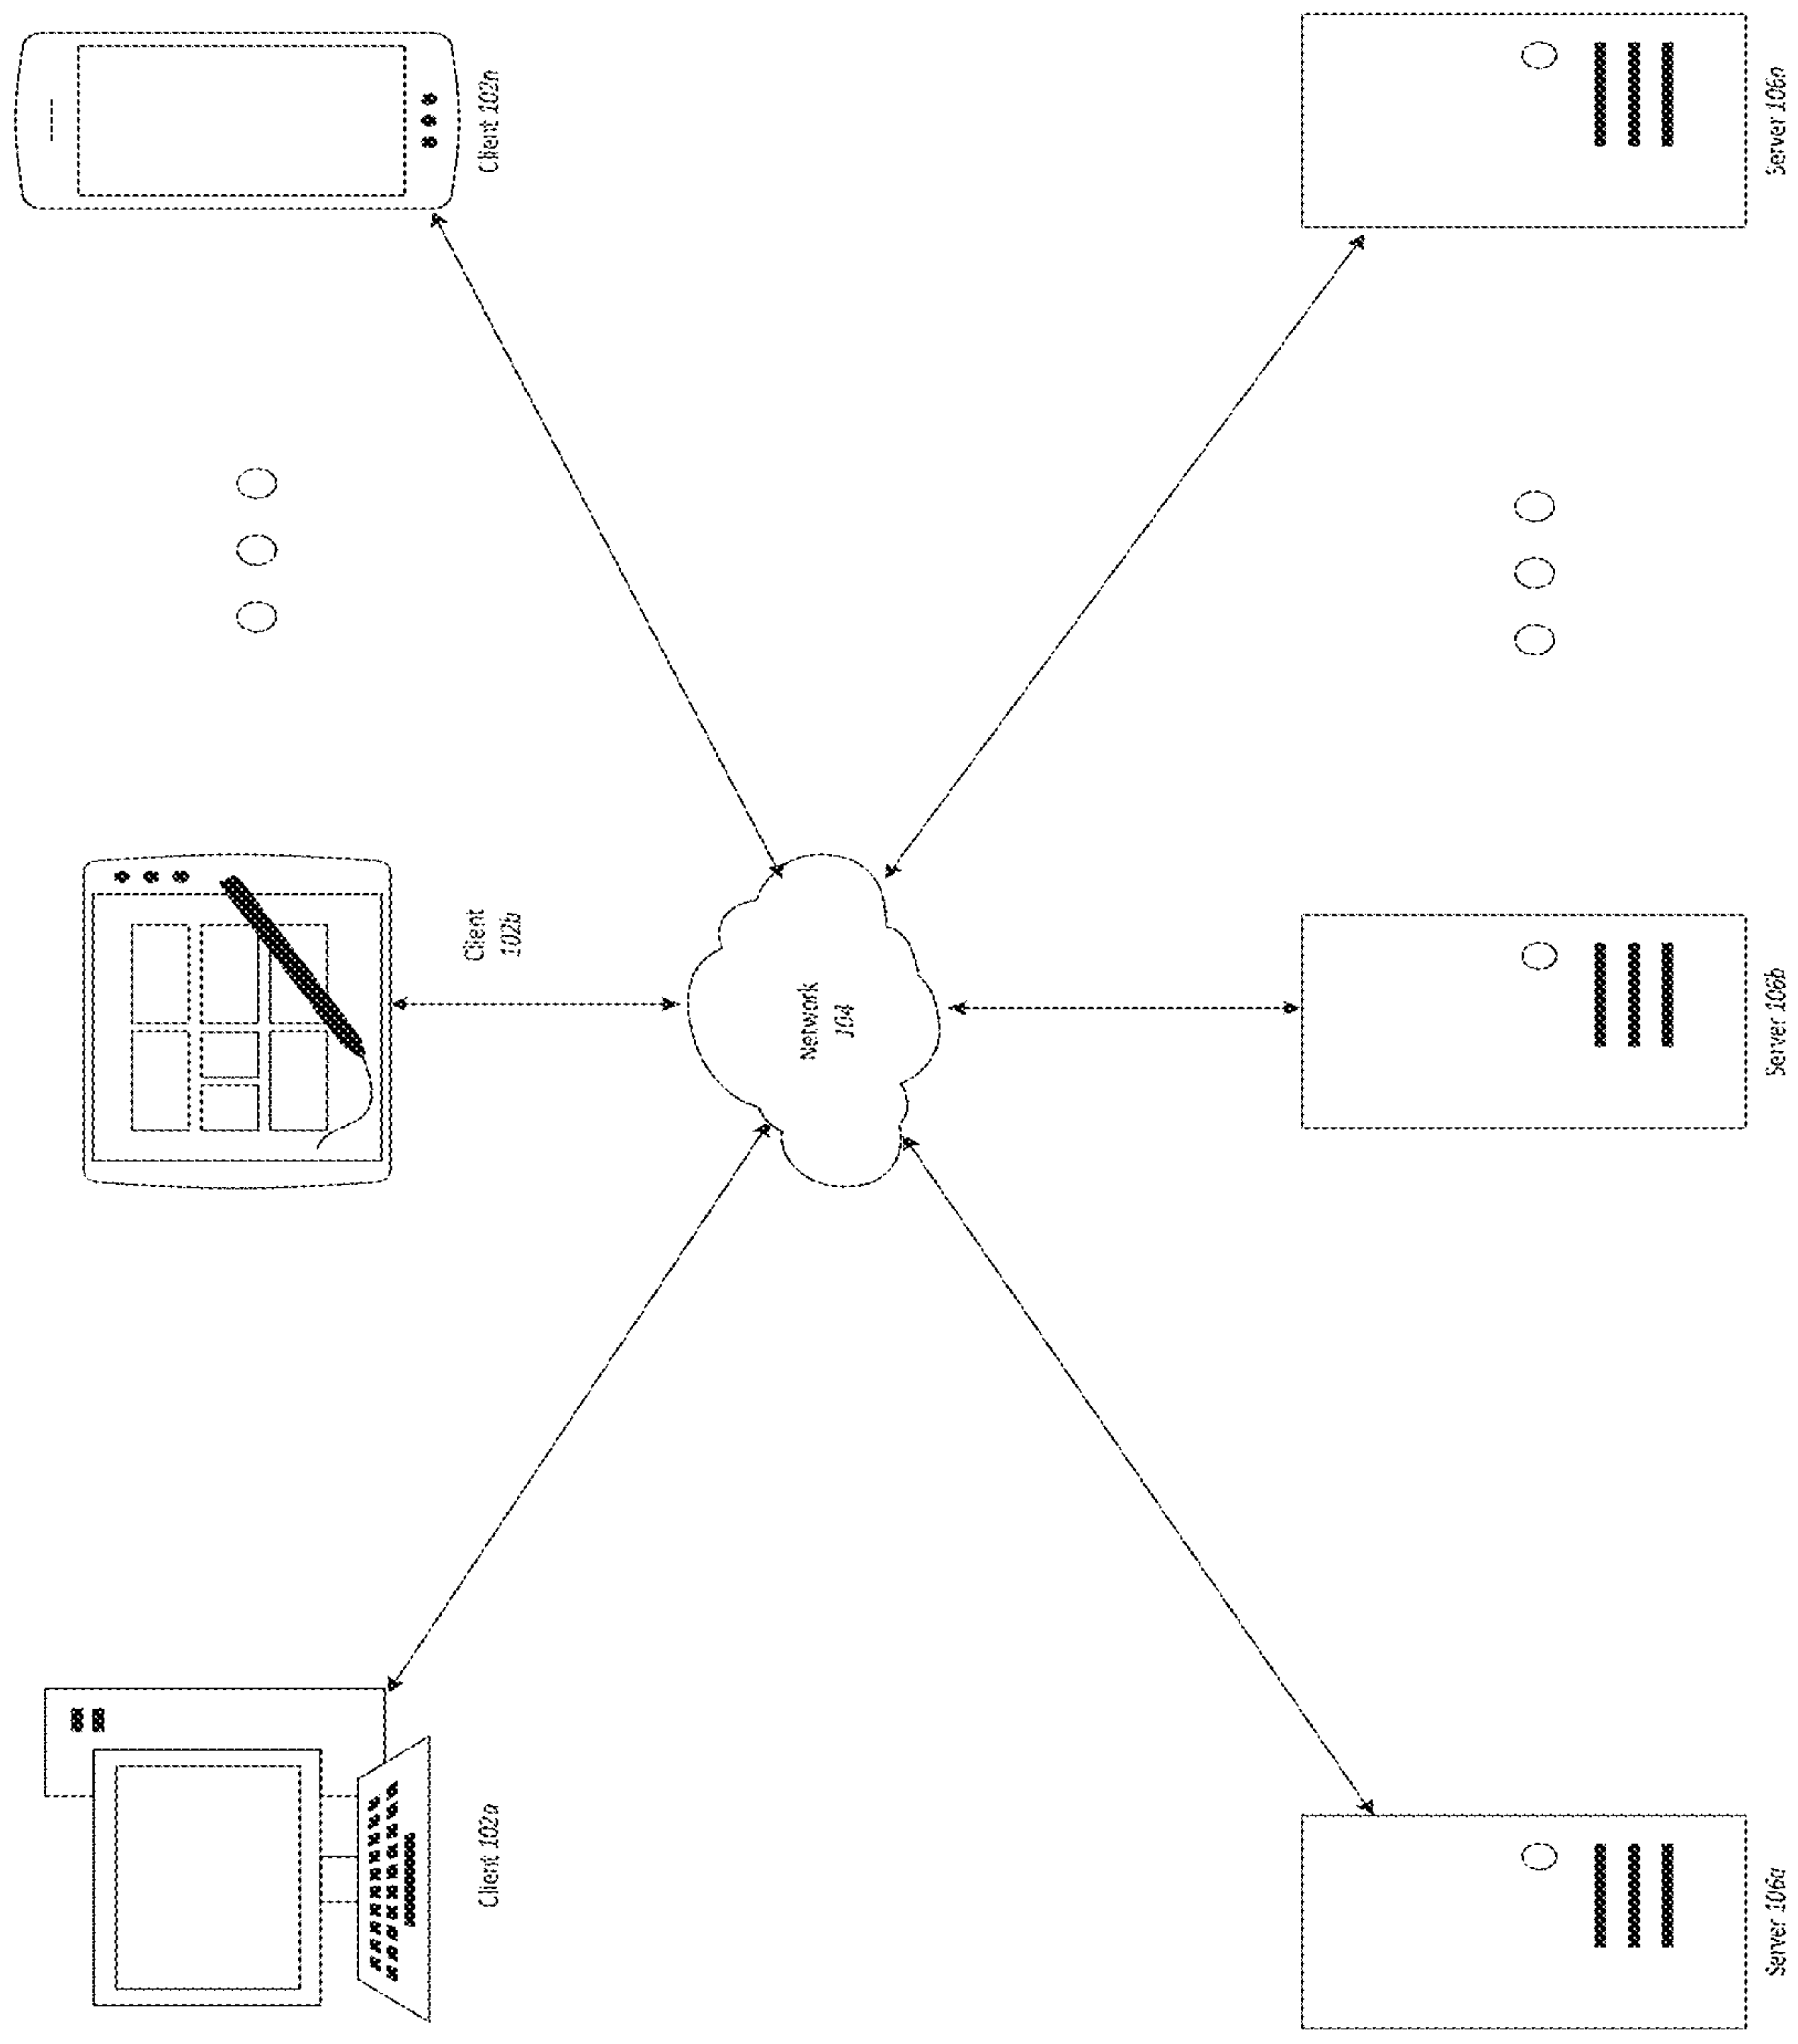 Client 102a
Client
102b
Client 102n
Network
104
Server 106a
Server 106b
Server 106n